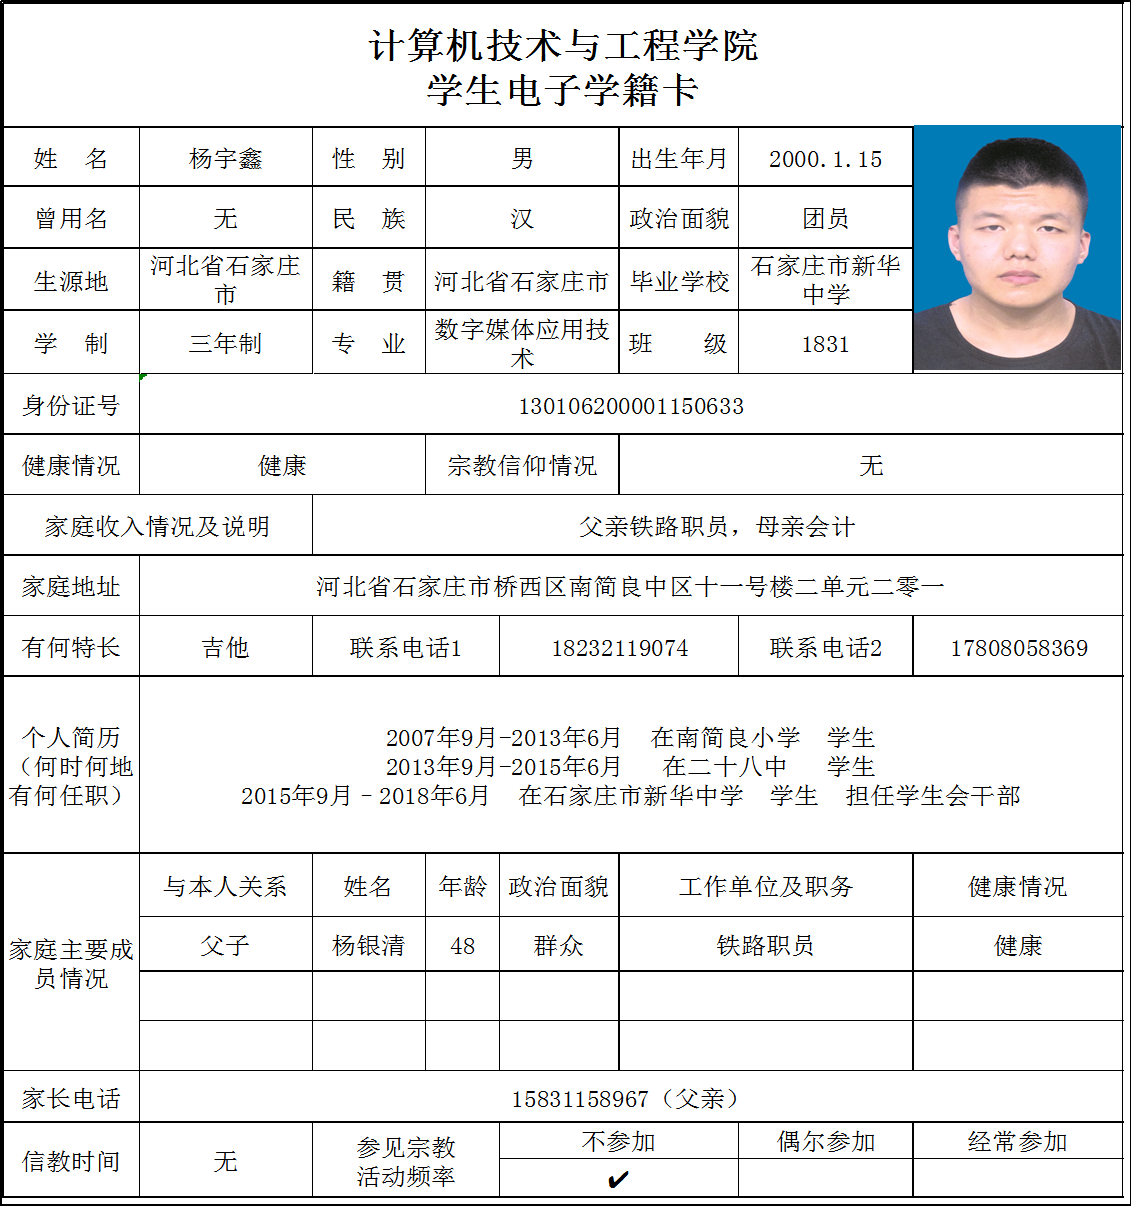 计算机技术与工程学院
学生电子学籍卡
姓 名 杨宇鑫 性 别 男 出生年月 2000.1.15
曾用名 无 民 族 汉 政治面貌 团员
生源地 河北省石家庄市 籍 贯 河北省石家庄市 毕业学校 石家庄市新华中学
学 制 三年制 专 业 数字媒体应用技术 班 级 1831
身份证号 130106200001150633
健康情况 健康 宗教信仰情况 无
家庭收入情况及说明 父亲铁路职员，母亲会计
家庭地址 河北省石家庄市桥西区南简良中区十一号楼二单元二零一
有何特长 吉他 联系电话1 18232119074 联系电话2 17808058369
个人简历
（何时何地
有何任职）
2007年9月-2013年6月 在南简良小学 学生
2013年9月-2015年6月 在二十八中 学生
2015年9月－2018年6月 在石家庄市新华中学 学生 担任学生会干部
家庭主要成
员情况
与本人关系 姓名 年龄 政治面貌 工作单位及职务 健康情况
父子 杨银清 48 群众 铁路职员 健康
家长电话 15831158967（父亲）
信教时间 无 参见宗教
活动频率
不参加 偶尔参加 经常参加
✔